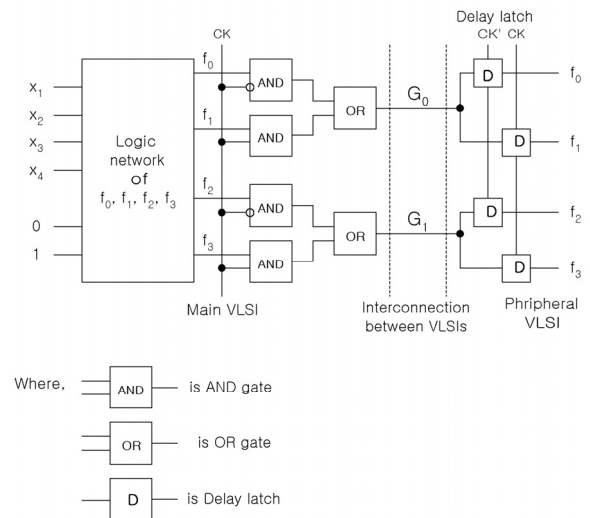 Delay latch
CK
CK' CK
f0
AND
D
f0
x1
G0
x2
OR
f1
AND
D
f1
x3
Logic
network
of
f0, f1, f2, f3
x4
f2
AND
D
f2
0
G1
OR
1
f3
AND
D
f3
Main VLSI
Interconnection
between VLSIs
Phripheral
VLSI
Where,
AND
is AND gate
OR
is OR gate
D
is Delay latch